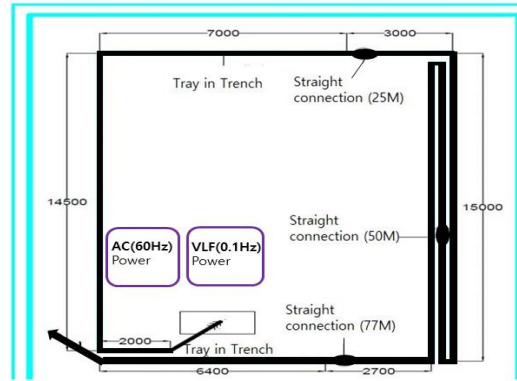 7000
3000
Tray in Trench
Straight
connection (25M)
14500
15000
Straight
connection (50M)
AC(60Hz)
Power
VLF(0.1Hz)
Power
Straight
connection (77M)
2000
Tray in Trench
6400
2700